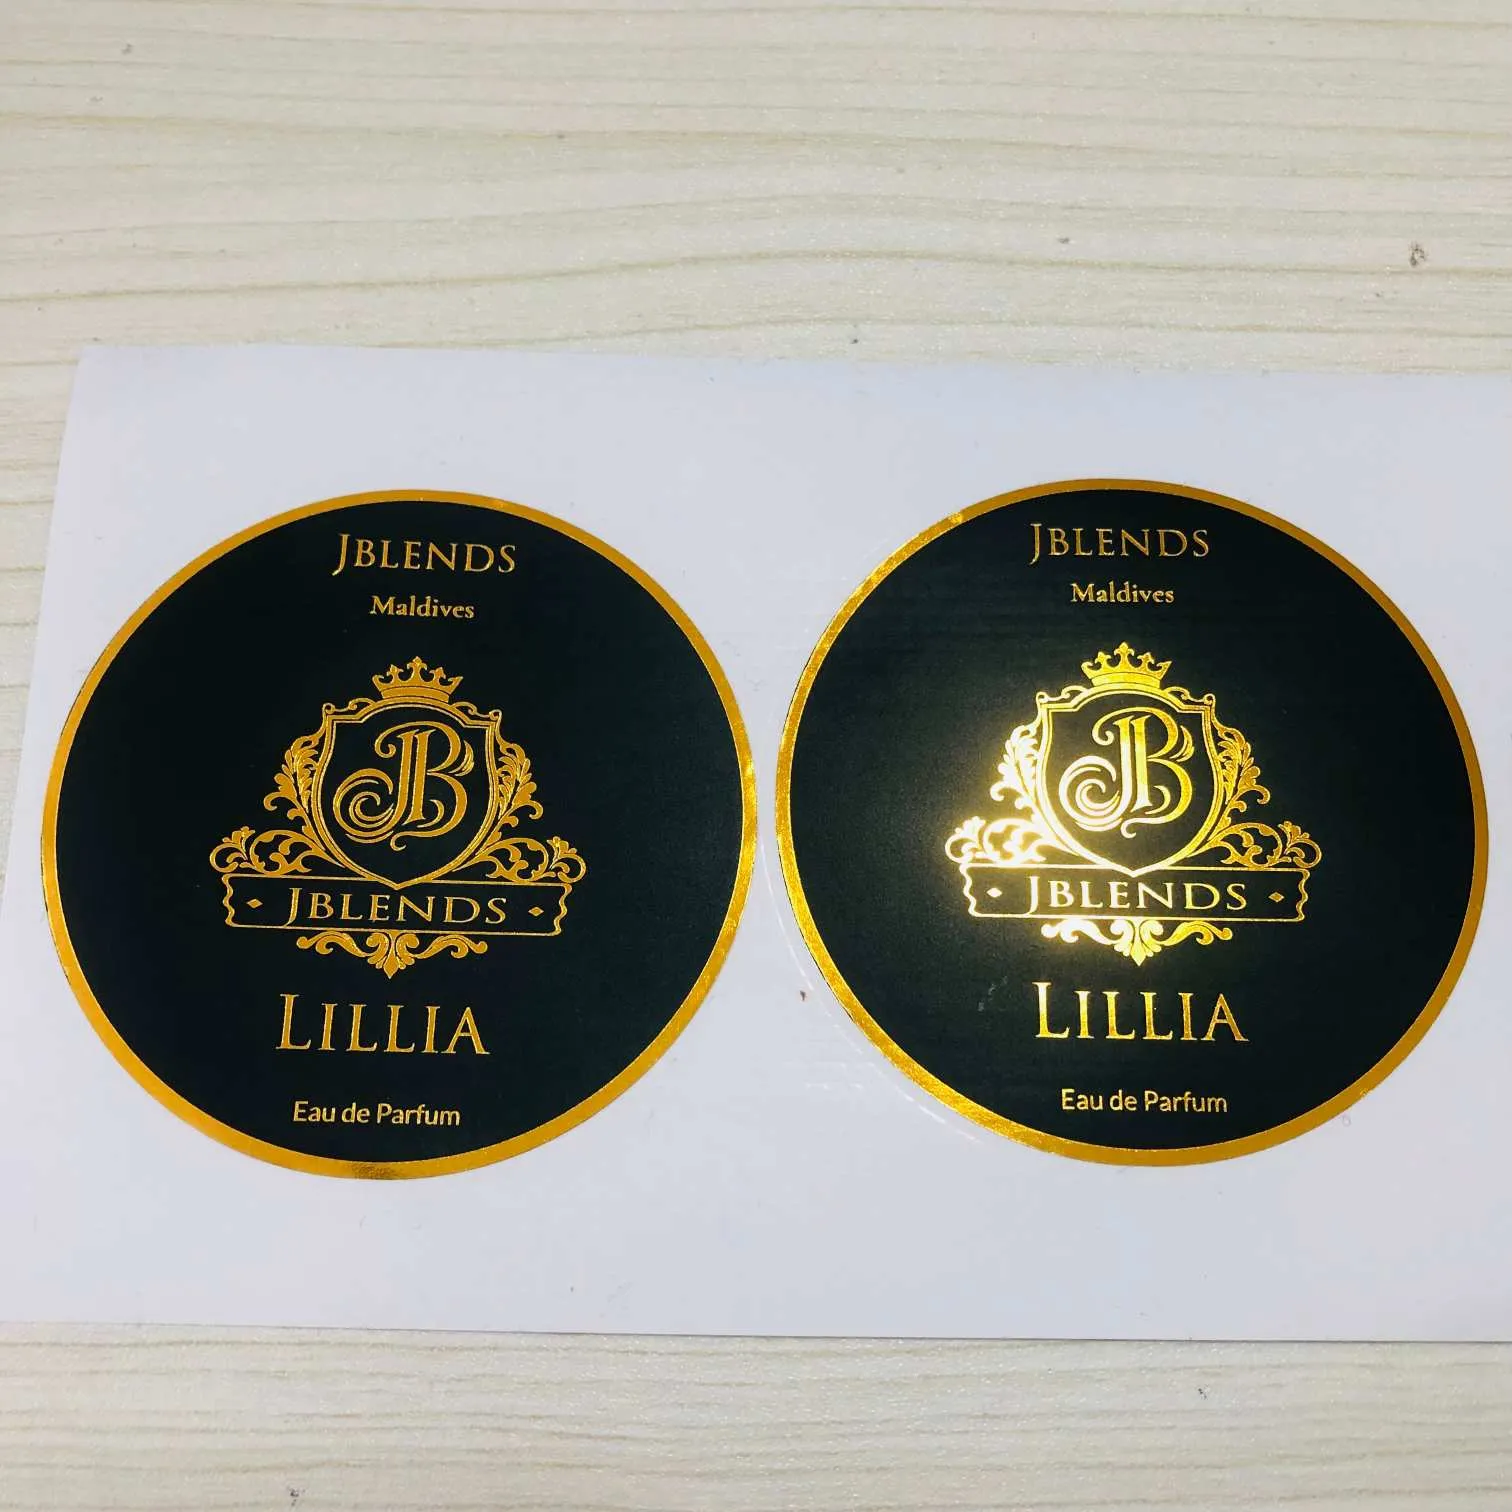 JBLENDS
Maldives
JB
· JBLENDS ·
LILLIA
Eau de Parfum
JBLENDS
Maldives
JB
· JBLENDS ·
LILLIA
Eau de Parfum